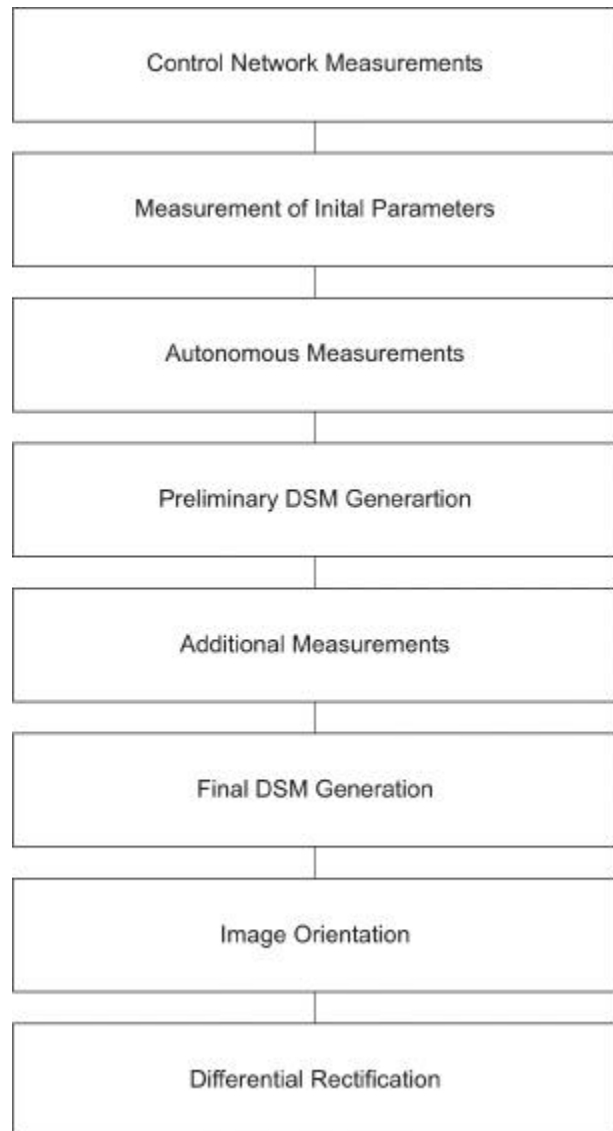 Control Network Measurements
Measurement of Inital Parameters
Autonomous Measurements
Preliminary DSM Generartion
Additional Measurements
Final DSM Generation
Image Orientation
Differential Rectification